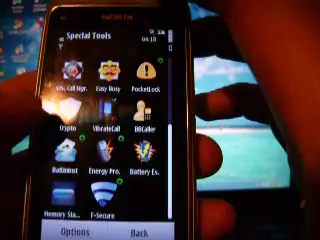 Special Tools
04:18
Adv. Call Mgr.
Easy Busy
PocketLock
Crypto
VibrateCall
BBCaller
BatLimiust
Energy Pro.
Battery Ex.
Memory Sta...
F-Secure
Options
Back